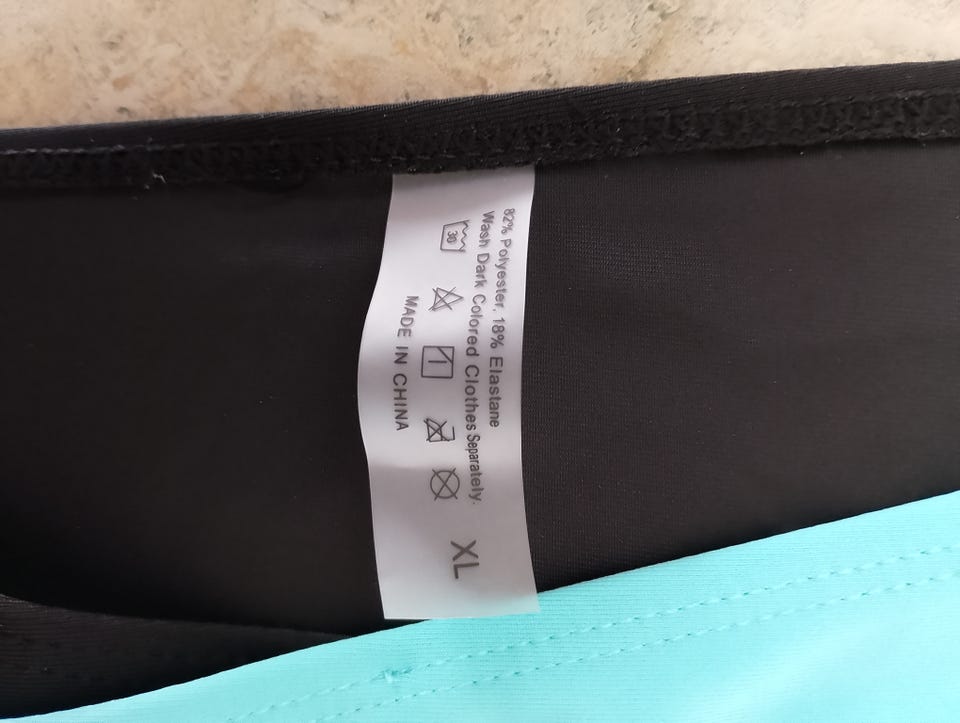 82% Polyester, 18% Elastane
Wash Dark Colored Clothes Separately.
30
XL
MADE IN CHINA